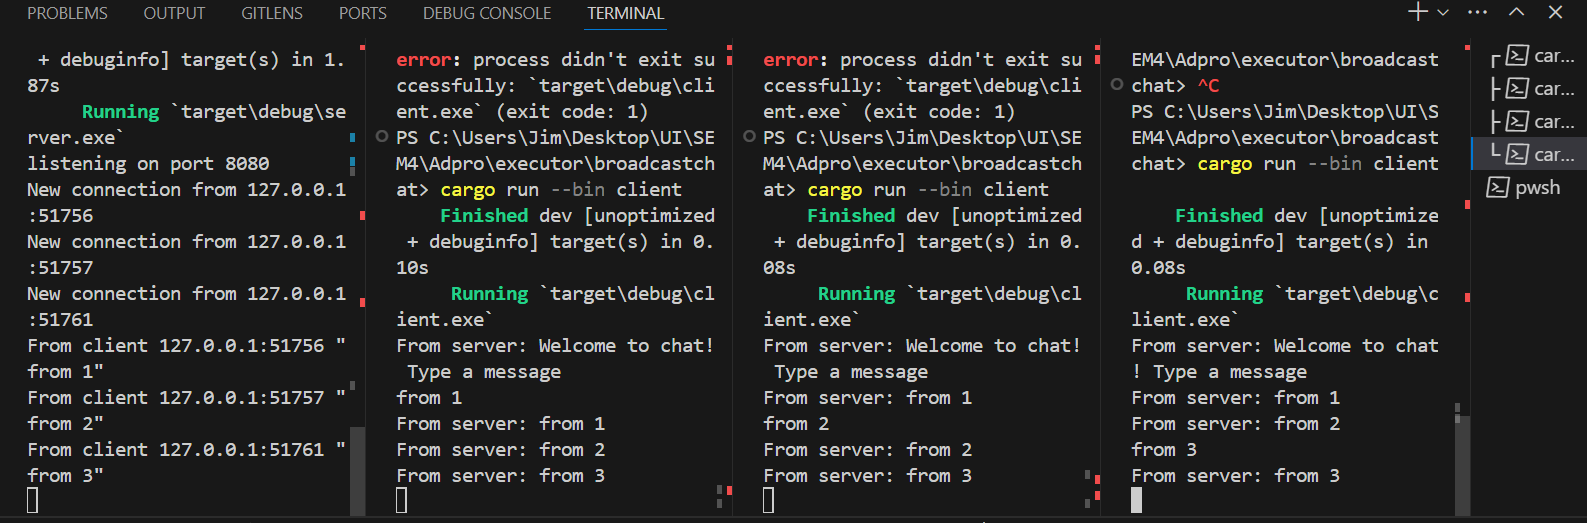 PROBLEMS OUTPUT GITLENS PORTS DEBUG CONSOLE TERMINAL
+ debuginfo] target(s) in 1.
87s
Running `target\debug\se
rver.exe`
listening on port 8080
New connection from 127.0.0.1
:51756
New connection from 127.0.0.1
:51757
New connection from 127.0.0.1
:51761
From client 127.0.0.1:51756 "
from 1"
From client 127.0.0.1:51757 "
from 2"
From client 127.0.0.1:51761 "
from 3"
error: process didn't exit su
ccessfully: `target\debug\cli
ent.exe` (exit code: 1)
PS C:\Users\Jim\Desktop\UI\SE
M4\Adpro\executor\broadcastch
at> cargo run --bin client
Finished dev [unoptimized
+ debuginfo] target(s) in 0.
10s
Running `target\debug\cl
ient.exe`
From server: Welcome to chat!
Type a message
from 1
From server: from 1
From server: from 2
From server: from 3
error: process didn't exit su
ccessfully: `target\debug\cli
ent.exe` (exit code: 1)
PS C:\Users\Jim\Desktop\UI\SE
M4\Adpro\executor\broadcastch
at> cargo run --bin client
Finished dev [unoptimized
+ debuginfo] target(s) in 0.
08s
Running `target\debug\cl
ient.exe`
From server: Welcome to chat!
Type a message
From server: from 1
from 2
From server: from 2
From server: from 3
EM4\Adpro\executor\broadcast
chat> ^C
PS C:\Users\Jim\Desktop\UI\S
EM4\Adpro\executor\broadcast
chat> cargo run --bin client
Finished dev [unoptimize
d + debuginfo] target(s) in
0.08s
Running `target\debug\c
lient.exe`
From server: Welcome to chat
! Type a message
From server: from 1
From server: from 2
from 3
From server: from 3
car...
car...
car...
car...
pwsh